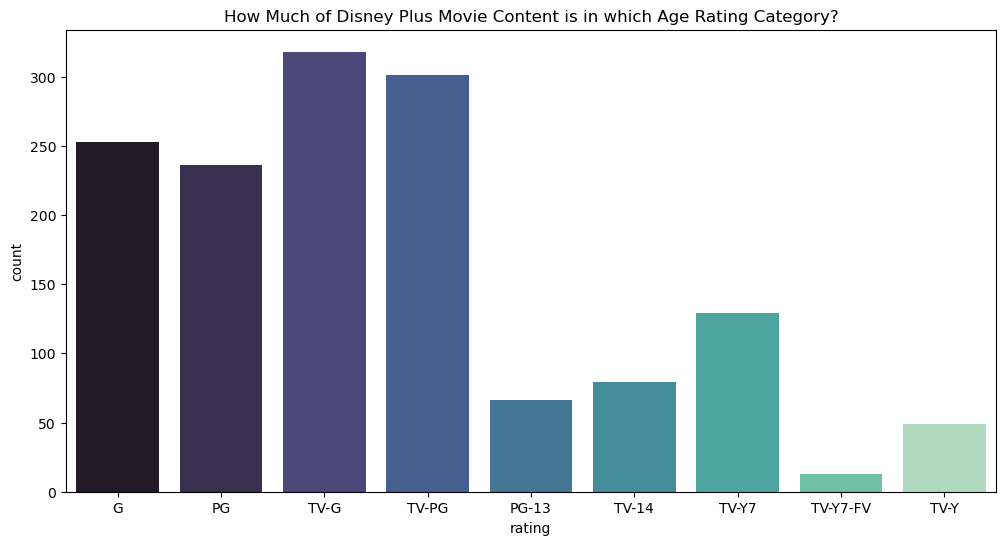 How Much of Disney Plus Movie Content is in which Age Rating Category?
300
250
200
150
100
50
0
count
G PG TV-G TV-PG PG-13 TV-14 TV-Y7 TV-Y7-FV TV-Y
rating